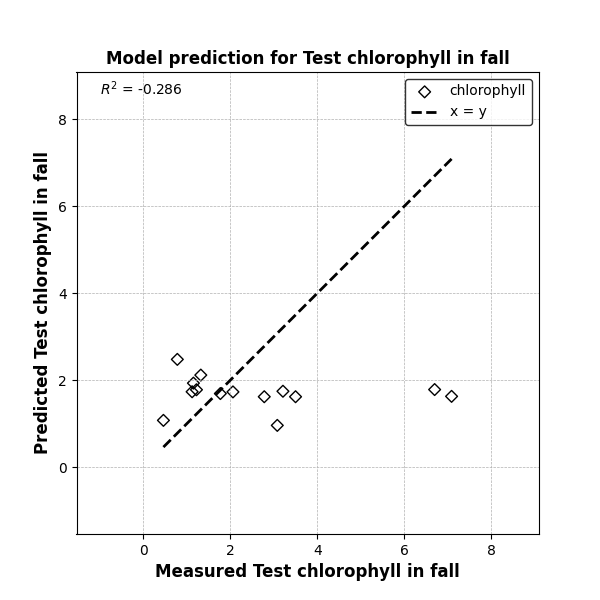 Model prediction for Test chlorophyll in fall
R² = -0.286
chlorophyll
x = y
Predicted Test chlorophyll in fall
8
6
4
2
0
0 2 4 6 8
Measured Test chlorophyll in fall